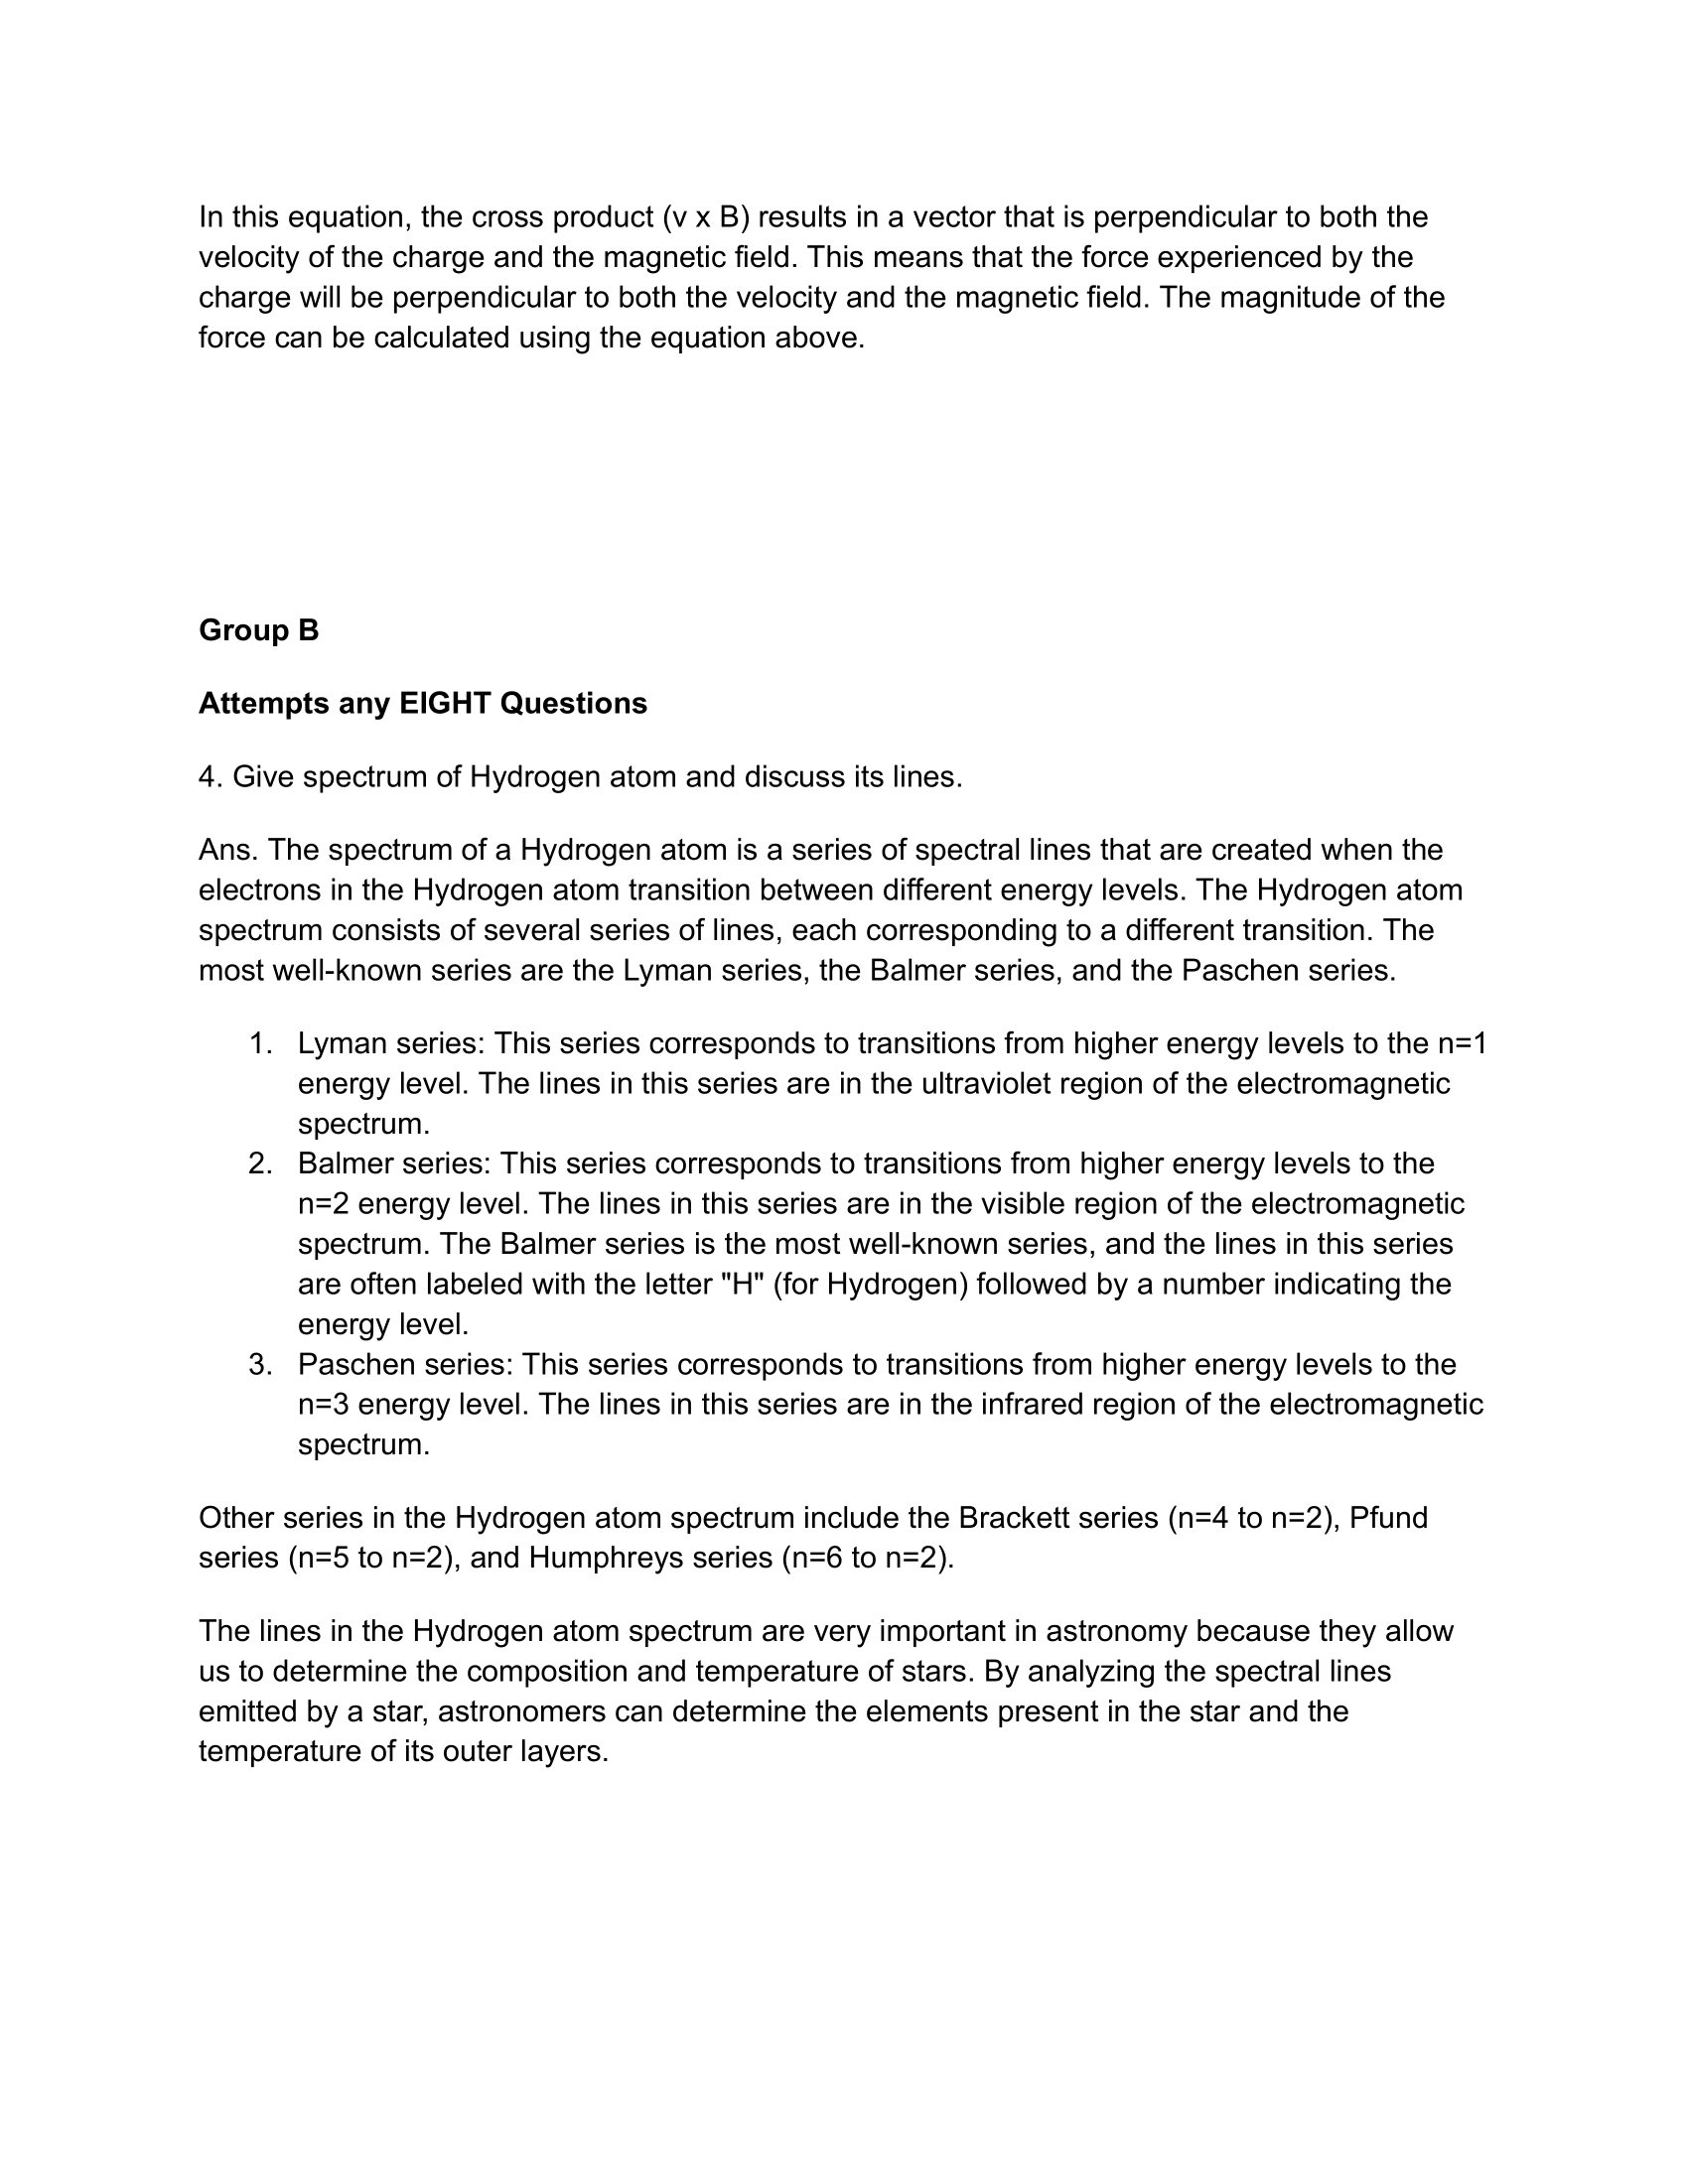 In this equation, the cross product (v x B) results in a vector that is perpendicular to both the
velocity of the charge and the magnetic field. This means that the force experienced by the
charge will be perpendicular to both the velocity and the magnetic field. The magnitude of the
force can be calculated using the equation above.
Group B
Attempts any EIGHT Questions
4. Give spectrum of Hydrogen atom and discuss its lines.
Ans. The spectrum of a Hydrogen atom is a series of spectral lines that are created when the
electrons in the Hydrogen atom transition between different energy levels. The Hydrogen atom
spectrum consists of several series of lines, each corresponding to a different transition. The
most well-known series are the Lyman series, the Balmer series, and the Paschen series.
1. Lyman series: This series corresponds to transitions from higher energy levels to the n=1
energy level. The lines in this series are in the ultraviolet region of the electromagnetic
spectrum.
2. Balmer series: This series corresponds to transitions from higher energy levels to the
n=2 energy level. The lines in this series are in the visible region of the electromagnetic
spectrum. The Balmer series is the most well-known series, and the lines in this series
are often labeled with the letter "H" (for Hydrogen) followed by a number indicating the
energy level.
3. Paschen series: This series corresponds to transitions from higher energy levels to the
n=3 energy level. The lines in this series are in the infrared region of the electromagnetic
spectrum.
Other series in the Hydrogen atom spectrum include the Brackett series (n=4 to n=2), Pfund
series (n=5 to n=2), and Humphreys series (n=6 to n=2).
The lines in the Hydrogen atom spectrum are very important in astronomy because they allow
us to determine the composition and temperature of stars. By analyzing the spectral lines
emitted by a star, astronomers can determine the elements present in the star and the
temperature of its outer layers.